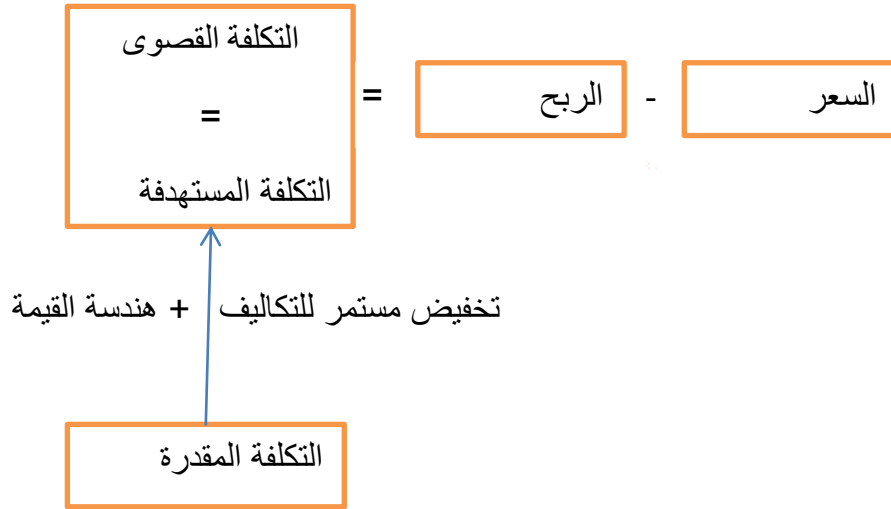 التكلفة القصوى
السعر - الربح =
=
التكلفة المستهدفة
تخفيض مستمر للتكاليف + هندسة القيمة
التكلفة المقدرة